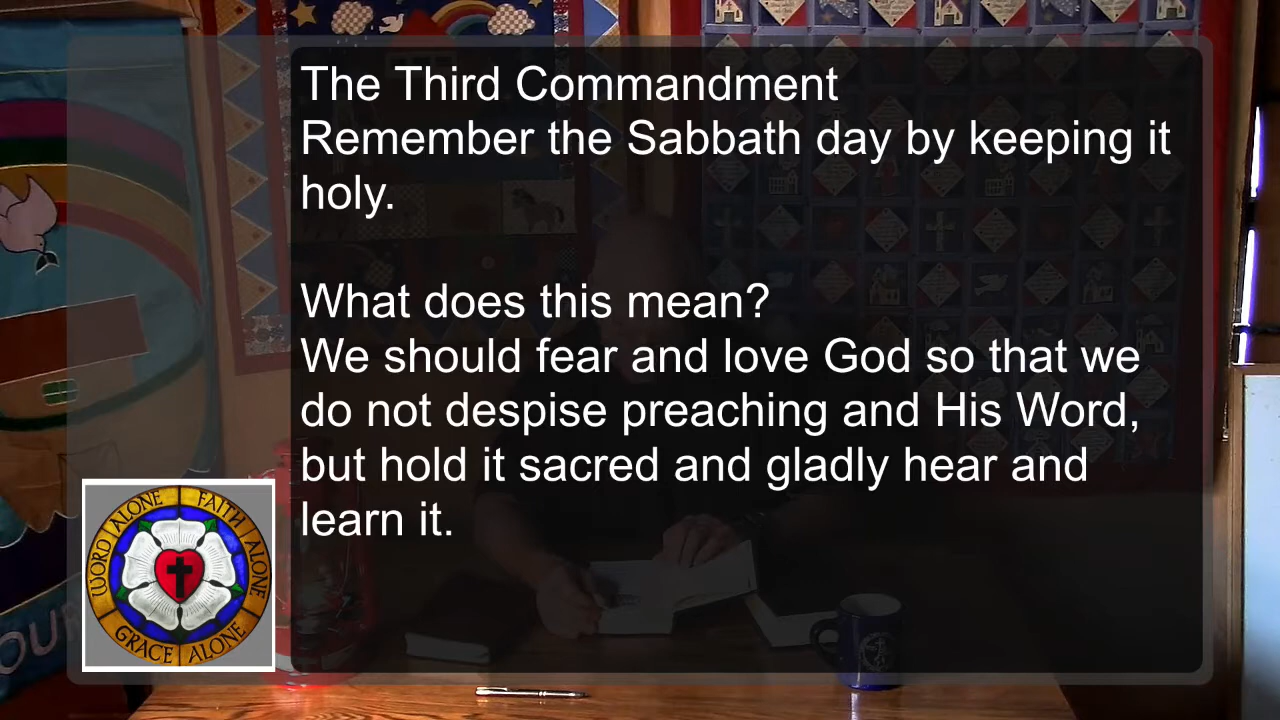 The Third Commandment
Remember the Sabbath day by keeping it
holy.
What does this mean?
We should fear and love God so that we
do not despise preaching and His Word,
but hold it sacred and gladly hear and
learn it.
WORD ALONE FAITH ALONE
GRACE ALONE
OUR